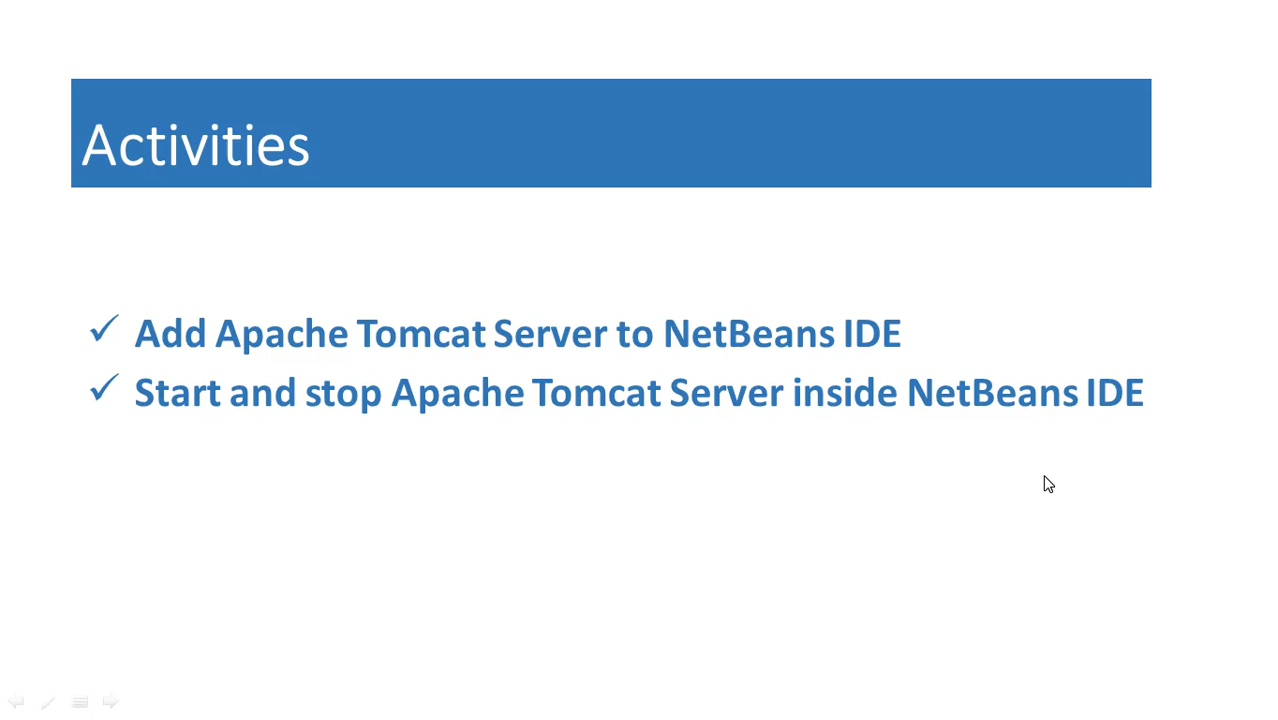 Activities
Add Apache Tomcat Server to NetBeans IDE
Start and stop Apache Tomcat Server inside NetBeans IDE